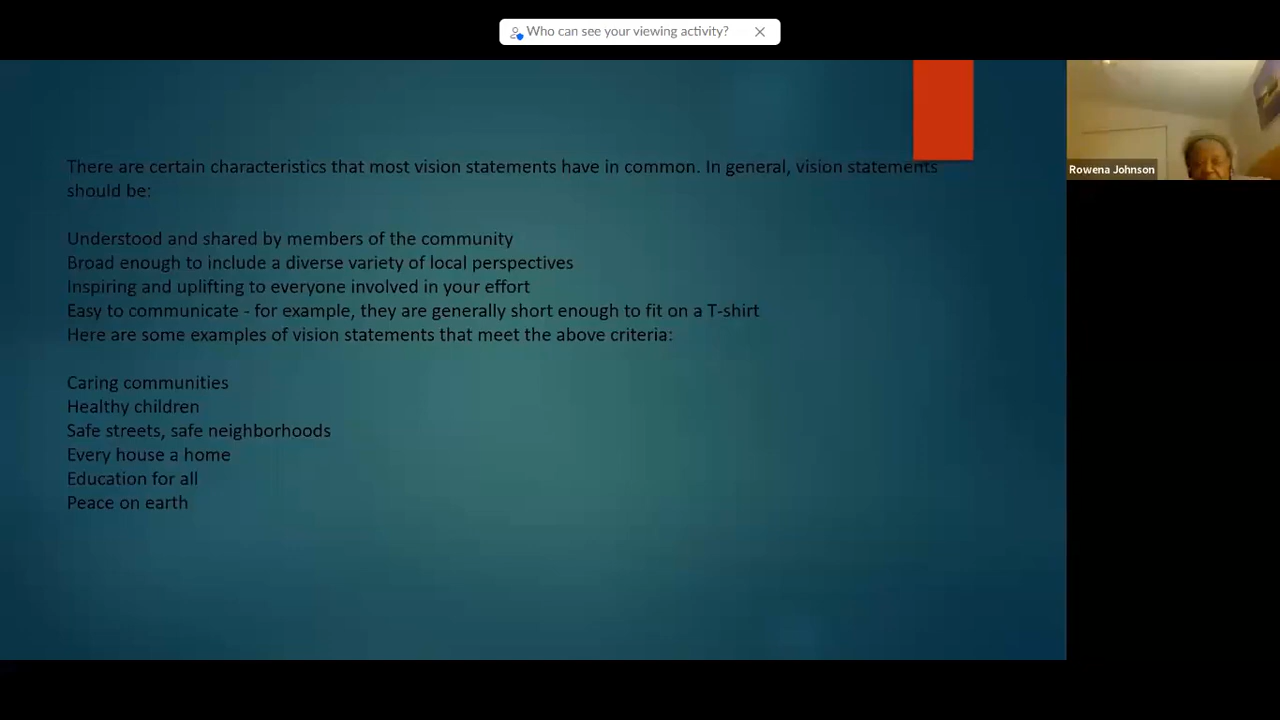 Who can see your viewing activity?
There are certain characteristics that most vision statements have in common. In general, vision statements
should be:
Understood and shared by members of the community
Broad enough to include a diverse variety of local perspectives
Inspiring and uplifting to everyone involved in your effort
Easy to communicate - for example, they are generally short enough to fit on a T-shirt
Here are some examples of vision statements that meet the above criteria:
Caring communities
Healthy children
Safe streets, safe neighborhoods
Every house a home
Education for all
Peace on earth
Rowena Johnson